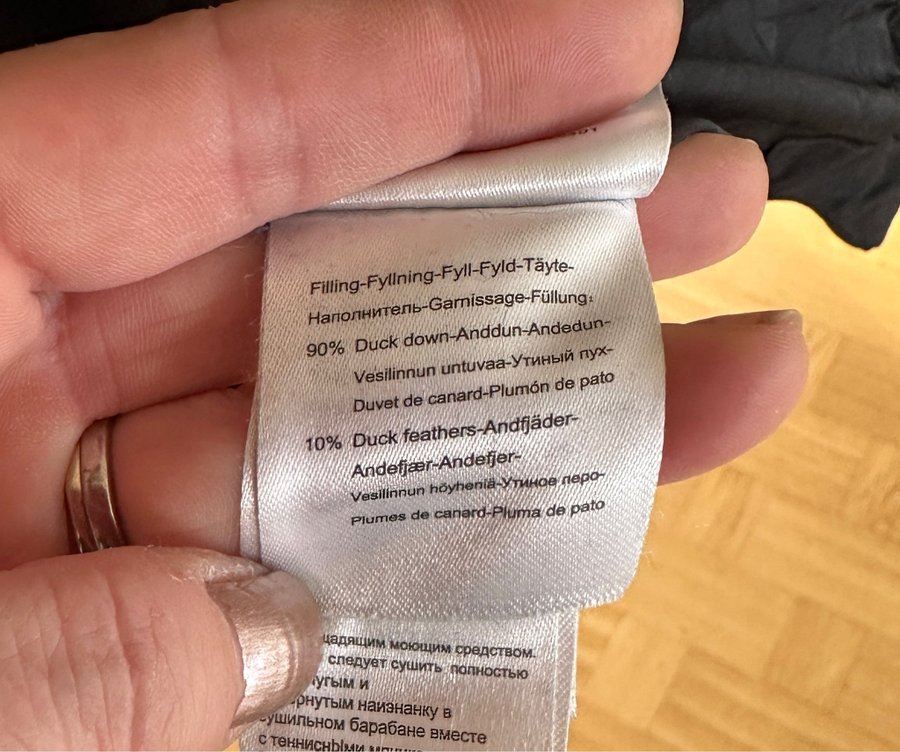 Filling-Fyllning-Fyll-Fyld-Täyte-
Наполнитель-Garnissage-Füllung:
90% Duck down-Anddun-Andedun-
Vesilinnun untuvaa-Утиный пух-
Duvet de canard-Plumón de pato
10% Duck feathers-Andfjäder-
Andefjær-Andefjer-
Vesilinnun höyheniä-Утиное перо-
Plumes de canard-Pluma de pato
щадящим моющим средством.
следует сушить полностью
и
наизнанку в
сушильном барабане вместе
с теннисными